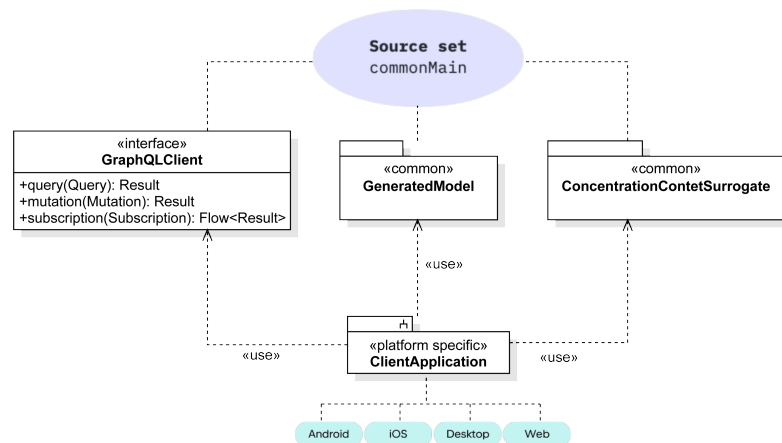 Source set
commonMain
«interface»
GraphQLClient
+query(Query): Result
+mutation(Mutation): Result
+subscription(Subscription): Flow<Result>
«common»
GeneratedModel
«common»
ConcentrationContetSurrogate
«use»
«use»
«use»
«platform specific»
ClientApplication
Android
iOS
Desktop
Web